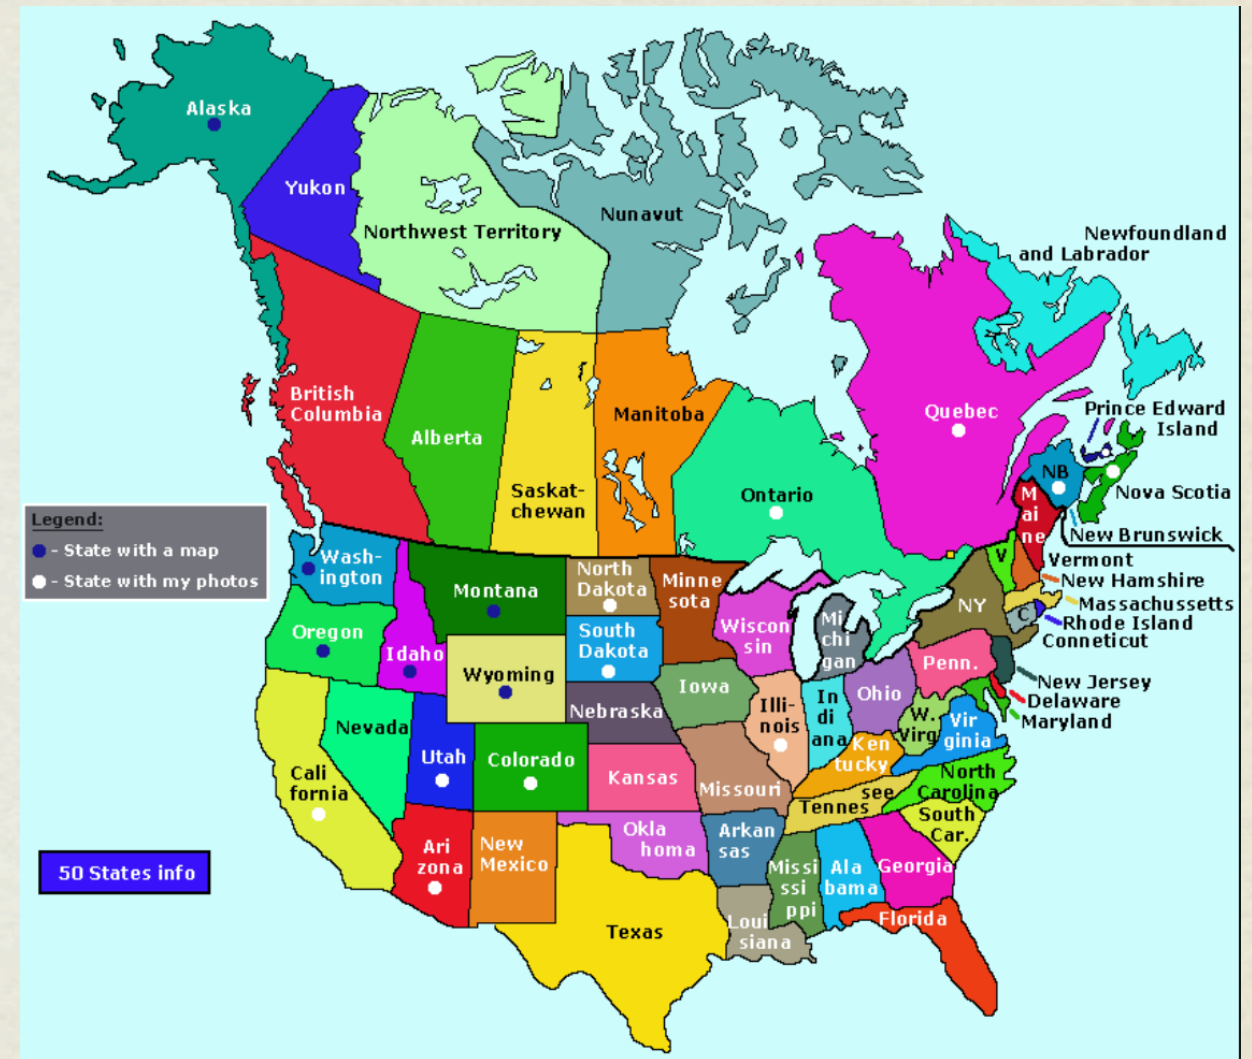 Alaska
Yukon
Northwest Territory
Nunavut
Newfoundland
and Labrador
British
Columbia
Alberta
Saskat-
chewan
Manitoba
Ontario
Quebec
Prince Edward
Island
NB
Nova Scotia
New Brunswick
Legend:
- State with a map
- State with my photos
Wash-
ington
Oregon
Idaho
Montana
Wyoming
North
Dakota
South
Dakota
Minne
sota
Wiscon
sin
Mi
chi
gan
M
ai
ne
V
Vermont
New Hamshire
Massachussetts
Rhode Island
C
Conneticut
NY
Penn.
New Jersey
Delaware
Maryland
Cali
fornia
Nevada
Utah
Colorado
Nebraska
Iowa
Illi-
nois
In
di
ana
Ohio
W.
Virg
Vir
ginia
Ken
tucky
Kansas
Missouri
Tennes
see
North
Carolina
South
Car.
Ari
zona
New
Mexico
Okla
homa
Arkan
sas
Missi
ssi
ppi
Ala
bama
Georgia
Texas
Loui
siana
Florida
50 States info